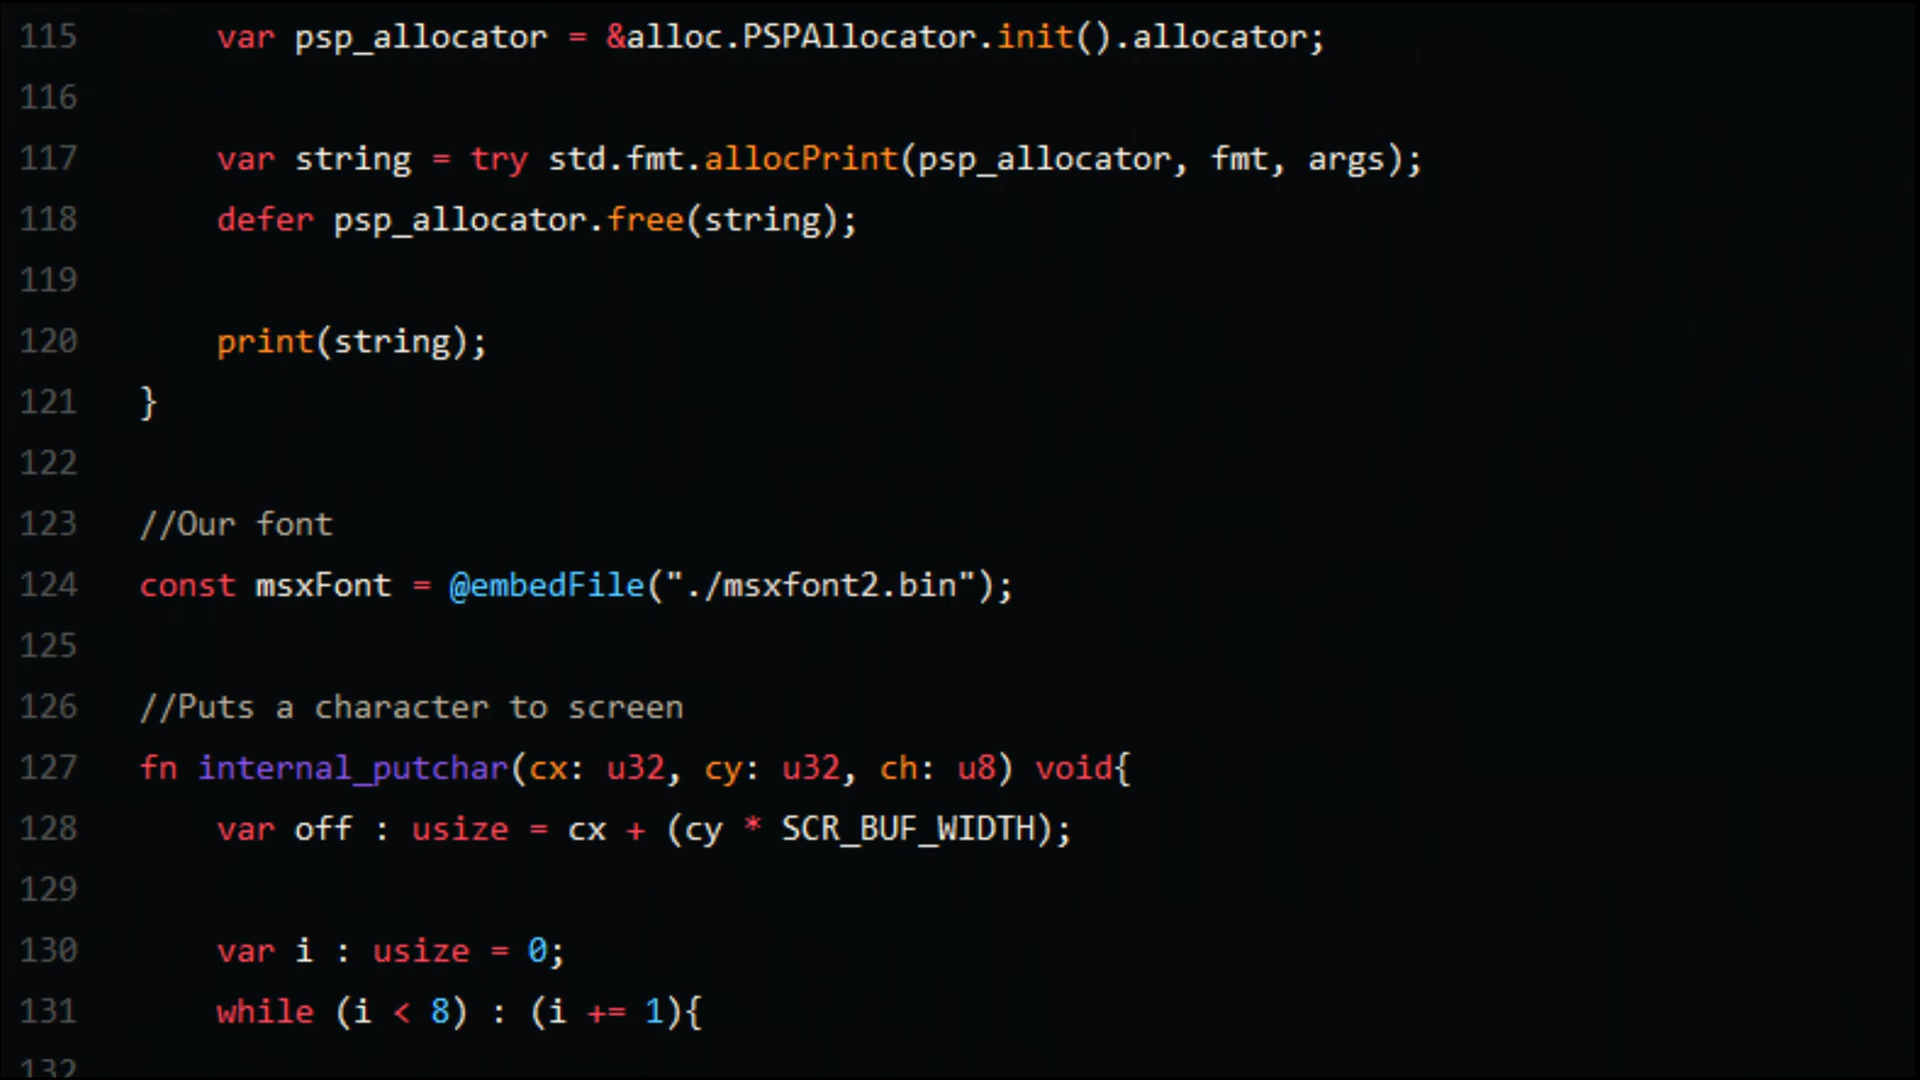 115 var psp_allocator = &alloc.PSPAllocator.init().allocator;
116
117 var string = try std.fmt.allocPrint(psp_allocator, fmt, args);
118 defer psp_allocator.free(string);
119
120 print(string);
121 }
122
123 //Our font
124 const msxFont = @embedFile("./msxfont2.bin");
125
126 //Puts a character to screen
127 fn internal_putchar(cx: u32, cy: u32, ch: u8) void{
128 var off : usize = cx + (cy * SCR_BUF_WIDTH);
129
130 var i : usize = 0;
131 while (i < 8) : (i += 1){
132